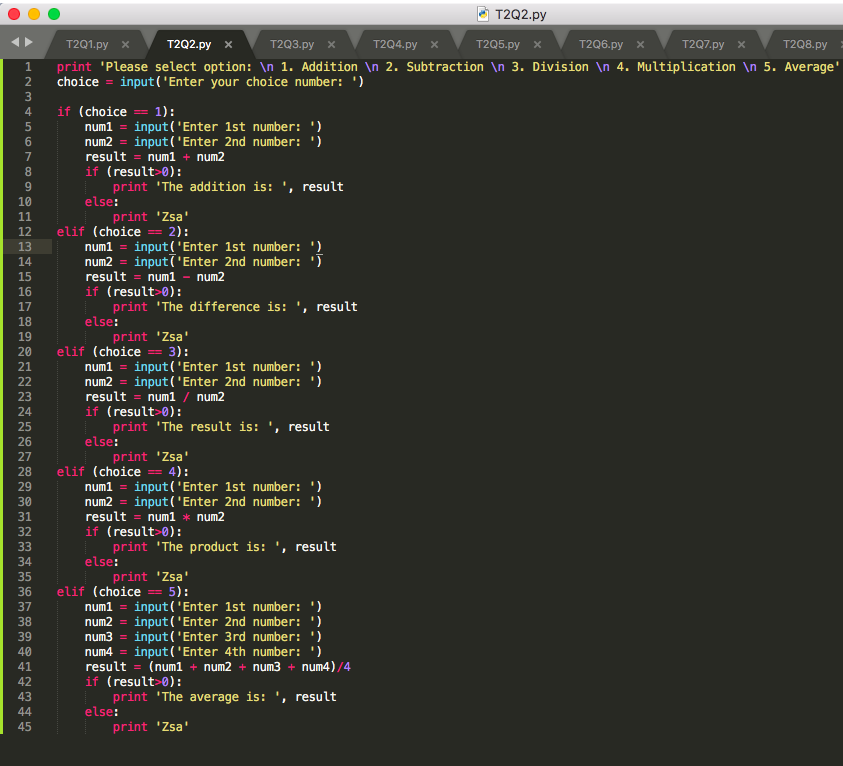 T2Q2.py
T2Q1.py × T2Q2.py × T2Q3.py × T2Q4.py × T2Q5.py × T2Q6.py × T2Q7.py × T2Q8.py
1 print 'Please select option: \n 1. Addition \n 2. Subtraction \n 3. Division \n 4. Multiplication \n 5. Average'
2 choice = input('Enter your choice number: ')
3
4 if (choice == 1):
5     num1 = input('Enter 1st number: ')
6     num2 = input('Enter 2nd number: ')
7     result = num1 + num2
8     if (result>0):
9         print 'The addition is: ', result
10     else:
11         print 'Zsa'
12 elif (choice == 2):
13     num1 = input('Enter 1st number: ')
14     num2 = input('Enter 2nd number: ')
15     result = num1 - num2
16     if (result>0):
17         print 'The difference is: ', result
18     else:
19         print 'Zsa'
20 elif (choice == 3):
21     num1 = input('Enter 1st number: ')
22     num2 = input('Enter 2nd number: ')
23     result = num1 / num2
24     if (result>0):
25         print 'The result is: ', result
26     else:
27         print 'Zsa'
28 elif (choice == 4):
29     num1 = input('Enter 1st number: ')
30     num2 = input('Enter 2nd number: ')
31     result = num1 * num2
32     if (result>0):
33         print 'The product is: ', result
34     else:
35         print 'Zsa'
36 elif (choice == 5):
37     num1 = input('Enter 1st number: ')
38     num2 = input('Enter 2nd number: ')
39     num3 = input('Enter 3rd number: ')
40     num4 = input('Enter 4th number: ')
41     result = (num1 + num2 + num3 + num4)/4
42     if (result>0):
43         print 'The average is: ', result
44     else:
45         print 'Zsa'